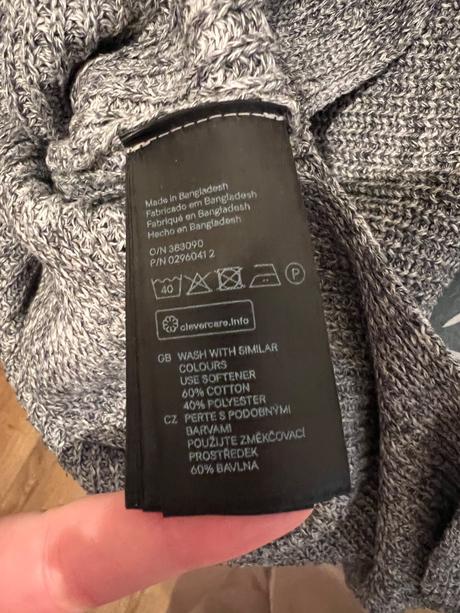 Made in Bangladesh
Fabricado em Bangladesh
Fabriqué en Bangladesh
Hecho en Bangladesh
O/N 383090
P/N 0296041 2
40 P
clevercare.info
GB WASH WITH SIMILAR
COLOURS
USE SOFTENER
60% COTTON
40% POLYESTER
CZ PERTE S PODOBNÝMI
BARVAMI
POUŽIJTE ZMĚKČOVACÍ
PROSTŘEDEK
60% BAVLNA